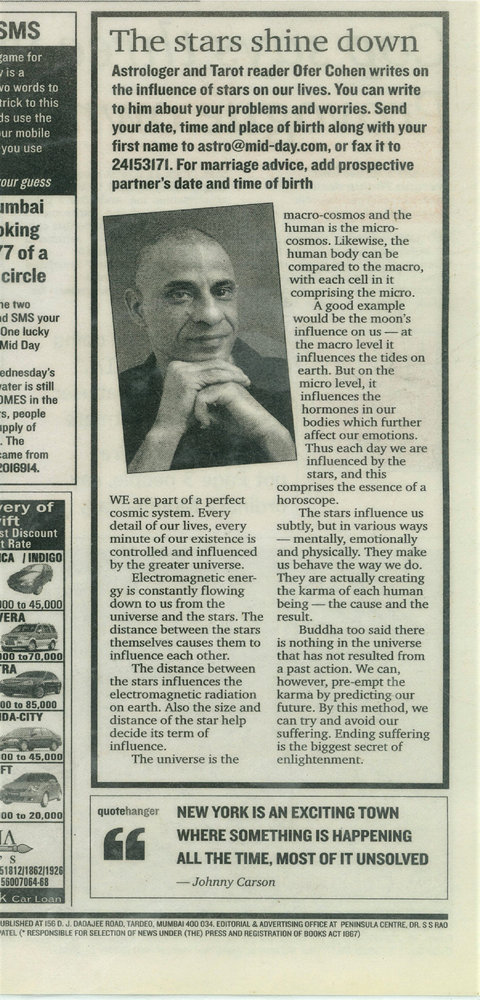 SMS
game for
y is a
wo words to
trick to this
ds use the
ur mobile
you use
our guess
umbai
oking
77 of a
circle
he two
nd SMS your
One lucky
Mid Day
ednesday's
vater is still
OMES in the
rs, people
upply of
. The
came from
2016914.
ery of
ift
st Discount
t Rate
ICA / INDIGO
000 to 45,000
VERA
000 to 70,000
TRA
00 to 85,000
DA-CITY
00 to 45,000
FT
00 to 20,000
IA
T S
51812/1862/1926
56007064-68
K Car Loan
The stars shine down
Astrologer and Tarot reader Ofer Cohen writes on
the influence of stars on our lives. You can write
to him about your problems and worries. Send
your date, time and place of birth along with your
first name to astro@mid-day.com, or fax it to
24153171. For marriage advice, add prospective
partner's date and time of birth
WE are part of a perfect
cosmic system. Every
detail of our lives, every
minute of our existence is
controlled and influenced
by the greater universe.
Electromagnetic ener-
gy is constantly flowing
down to us from the
universe and the stars. The
distance between the stars
themselves causes them to
influence each other.
The distance between
the stars influences the
electromagnetic radiation
on earth. Also the size and
distance of the star help
decide its term of
influence.
The universe is the
macro-cosmos and the
human is the micro-
cosmos. Likewise, the
human body can be
compared to the macro,
with each cell in it
comprising the micro.
A good example
would be the moon's
influence on us — at
the macro level it
influences the tides on
earth. But on the
micro level, it
influences the
hormones in our
bodies which further
affect our emotions.
Thus each day we are
influenced by the
stars, and this
comprises the essence of a
horoscope.
The stars influence us
subtly, but in various ways
— mentally, emotionally
and physically. They make
us behave the way we do.
They are actually creating
the karma of each human
being — the cause and the
result.
Buddha too said there
is nothing in the universe
that has not resulted from
a past action. We can,
however, pre-empt the
karma by predicting our
future. By this method, we
can try and avoid our
suffering. Ending suffering
is the biggest secret of
enlightenment.
quotehanger
NEW YORK IS AN EXCITING TOWN
WHERE SOMETHING IS HAPPENING
ALL THE TIME, MOST OF IT UNSOLVED
— Johnny Carson
UBLISHED AT 156 D. J. DADAJEE ROAD, TARDEO, MUMBAI 400 034. EDITORIAL & ADVERTISING OFFICE AT PENINSULA CENTRE, DR. S S RAO
PATEL (* RESPONSIBLE FOR SELECTION OF NEWS UNDER (THE) PRESS AND REGISTRATION OF BOOKS ACT 1867)